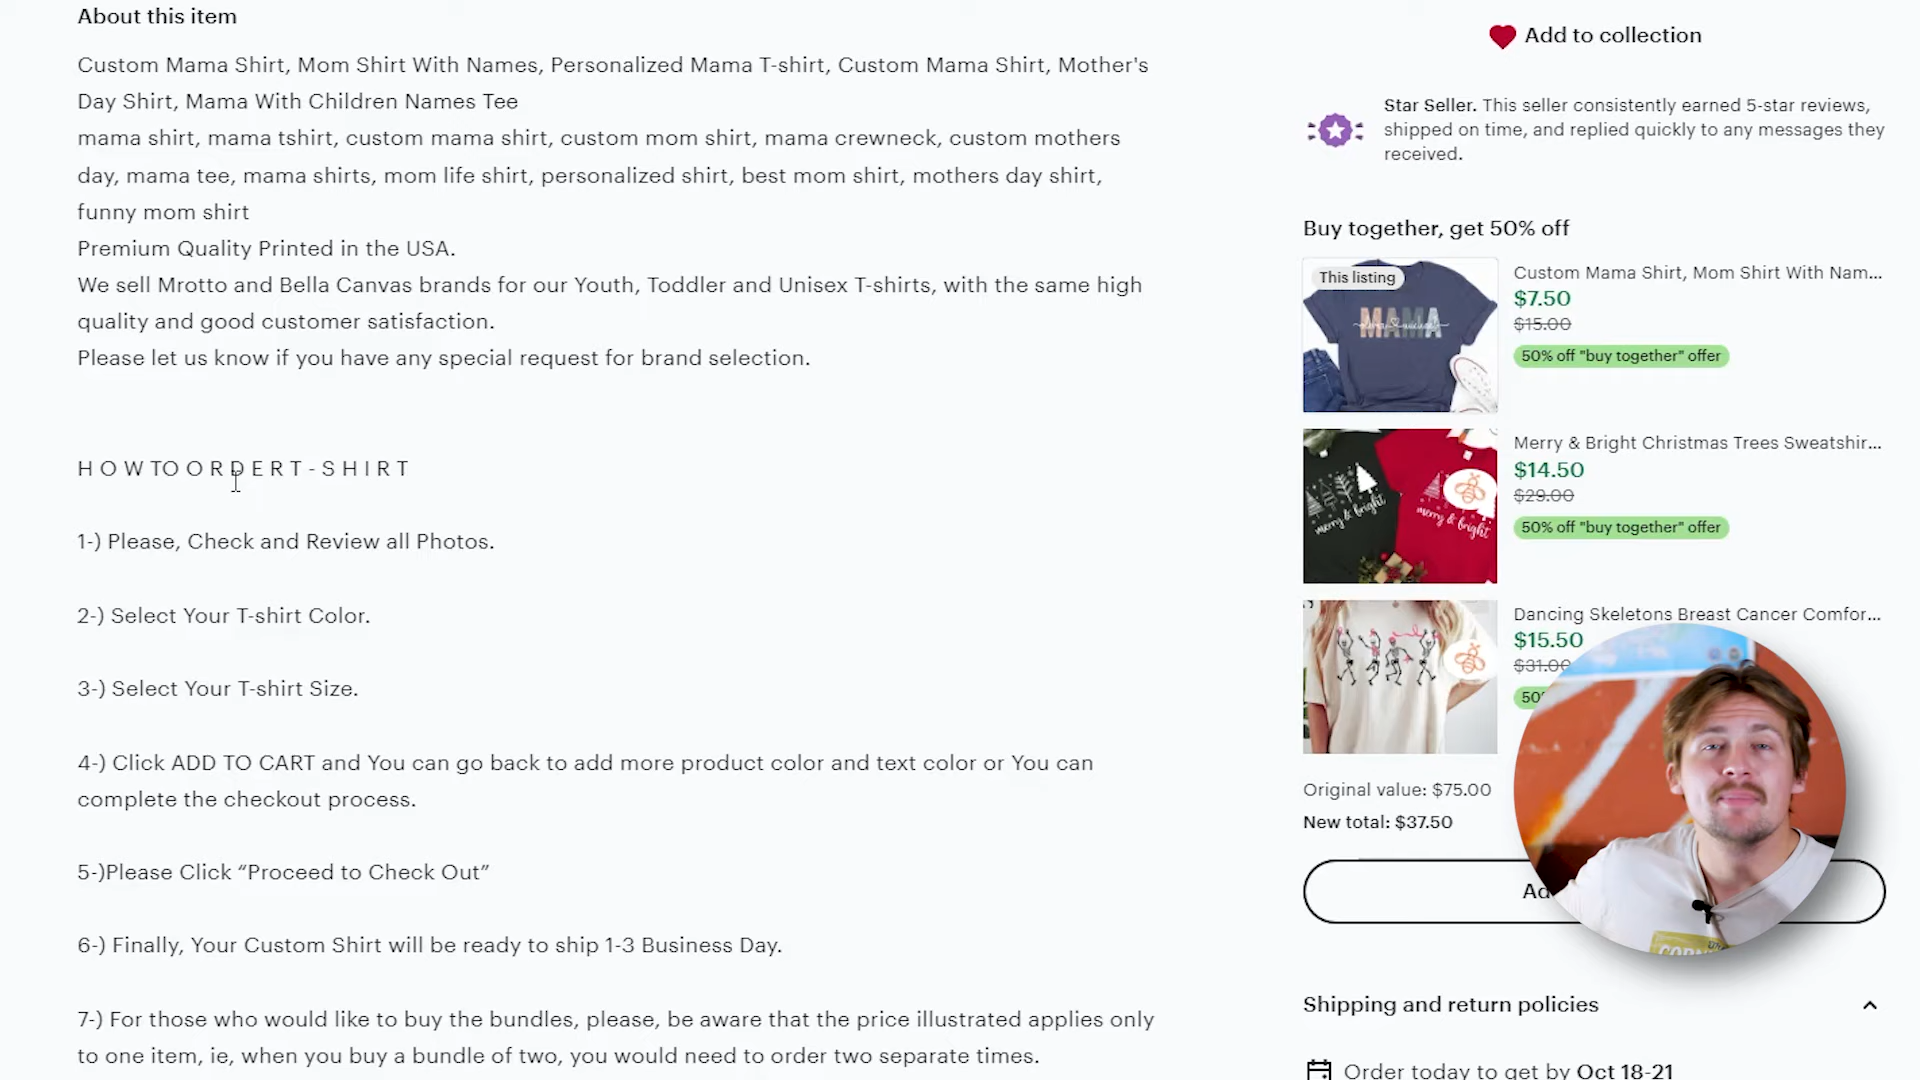 About this item
Custom Mama Shirt, Mom Shirt With Names, Personalized Mama T-shirt, Custom Mama Shirt, Mother's
Day Shirt, Mama With Children Names Tee
mama shirt, mama tshirt, custom mama shirt, custom mom shirt, mama crewneck, custom mothers
day, mama tee, mama shirts, mom life shirt, personalized shirt, best mom shirt, mothers day shirt,
funny mom shirt
Premium Quality Printed in the USA.
We sell Mrotto and Bella Canvas brands for our Youth, Toddler and Unisex T-shirts, with the same high
quality and good customer satisfaction.
Please let us know if you have any special request for brand selection.
H O W TO O R D E R T - S H I R T
1-) Please, Check and Review all Photos.
2-) Select Your T-shirt Color.
3-) Select Your T-shirt Size.
4-) Click ADD TO CART and You can go back to add more product color and text color or You can
complete the checkout process.
5-)Please Click “Proceed to Check Out”
6-) Finally, Your Custom Shirt will be ready to ship 1-3 Business Day.
7-) For those who would like to buy the bundles, please, be aware that the price illustrated applies only
to one item, ie, when you buy a bundle of two, you would need to order two separate times.
Add to collection
Star Seller. This seller consistently earned 5-star reviews,
shipped on time, and replied quickly to any messages they
received.
Buy together, get 50% off
This listing
MAMA
Custom Mama Shirt, Mom Shirt With Nam...
$7.50
$15.00
50% off "buy together" offer
merry & bright
merry & bright
Merry & Bright Christmas Trees Sweatshir...
$14.50
$29.00
50% off "buy together" offer
Dancing Skeletons Breast Cancer Comfor...
$15.50
$31.00
50
Original value: $75.00
New total: $37.50
Ad
Shipping and return policies
Order today to get by Oct 18-21